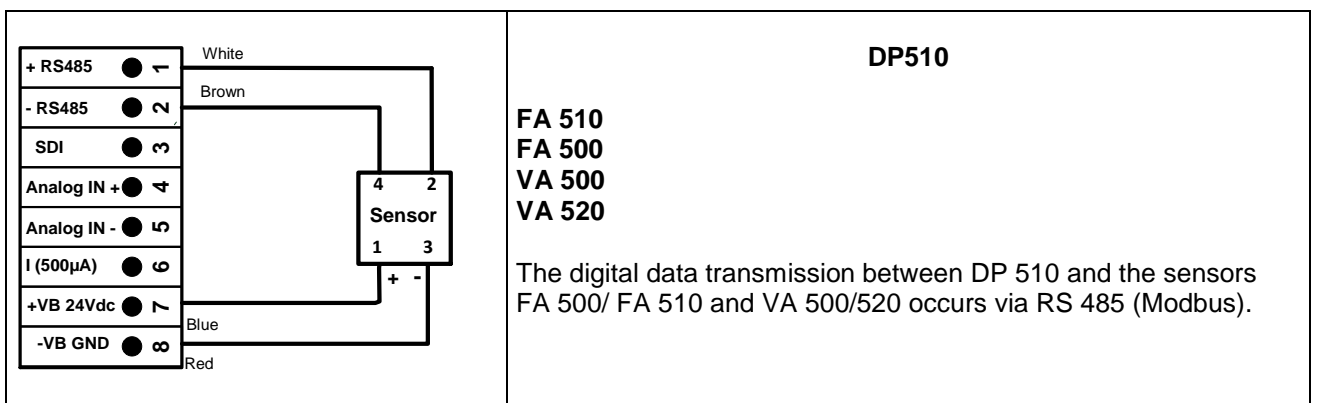 + RS485 1 White
- RS485 2 Brown
SDI 3
Analog IN + 4
Analog IN - 5
I (500µA) 6
+VB 24Vdc 7 Blue
-VB GND 8 Red
4 2
Sensor
1 3
+ -
DP510
FA 510
FA 500
VA 500
VA 520
The digital data transmission between DP 510 and the sensors
FA 500/ FA 510 and VA 500/520 occurs via RS 485 (Modbus).